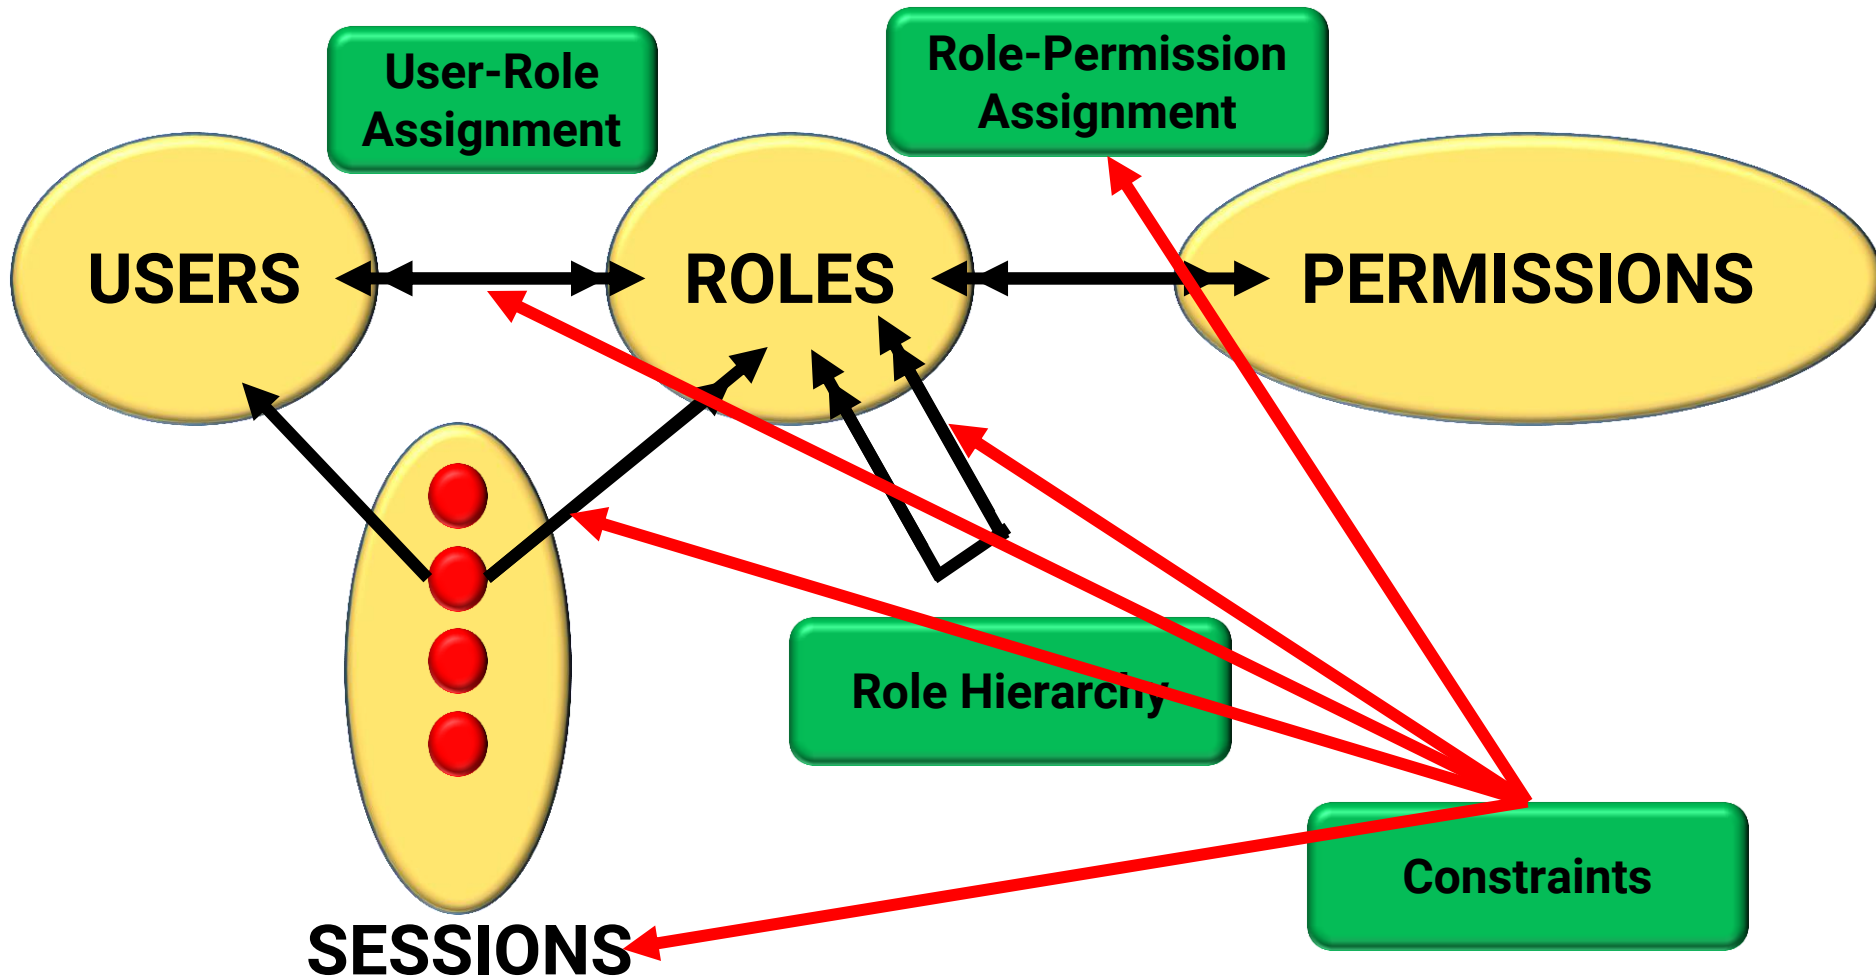 User-Role
Assignment
Role-Permission
Assignment
USERS
ROLES
PERMISSIONS
Role Hierarchy
Constraints
SESSIONS